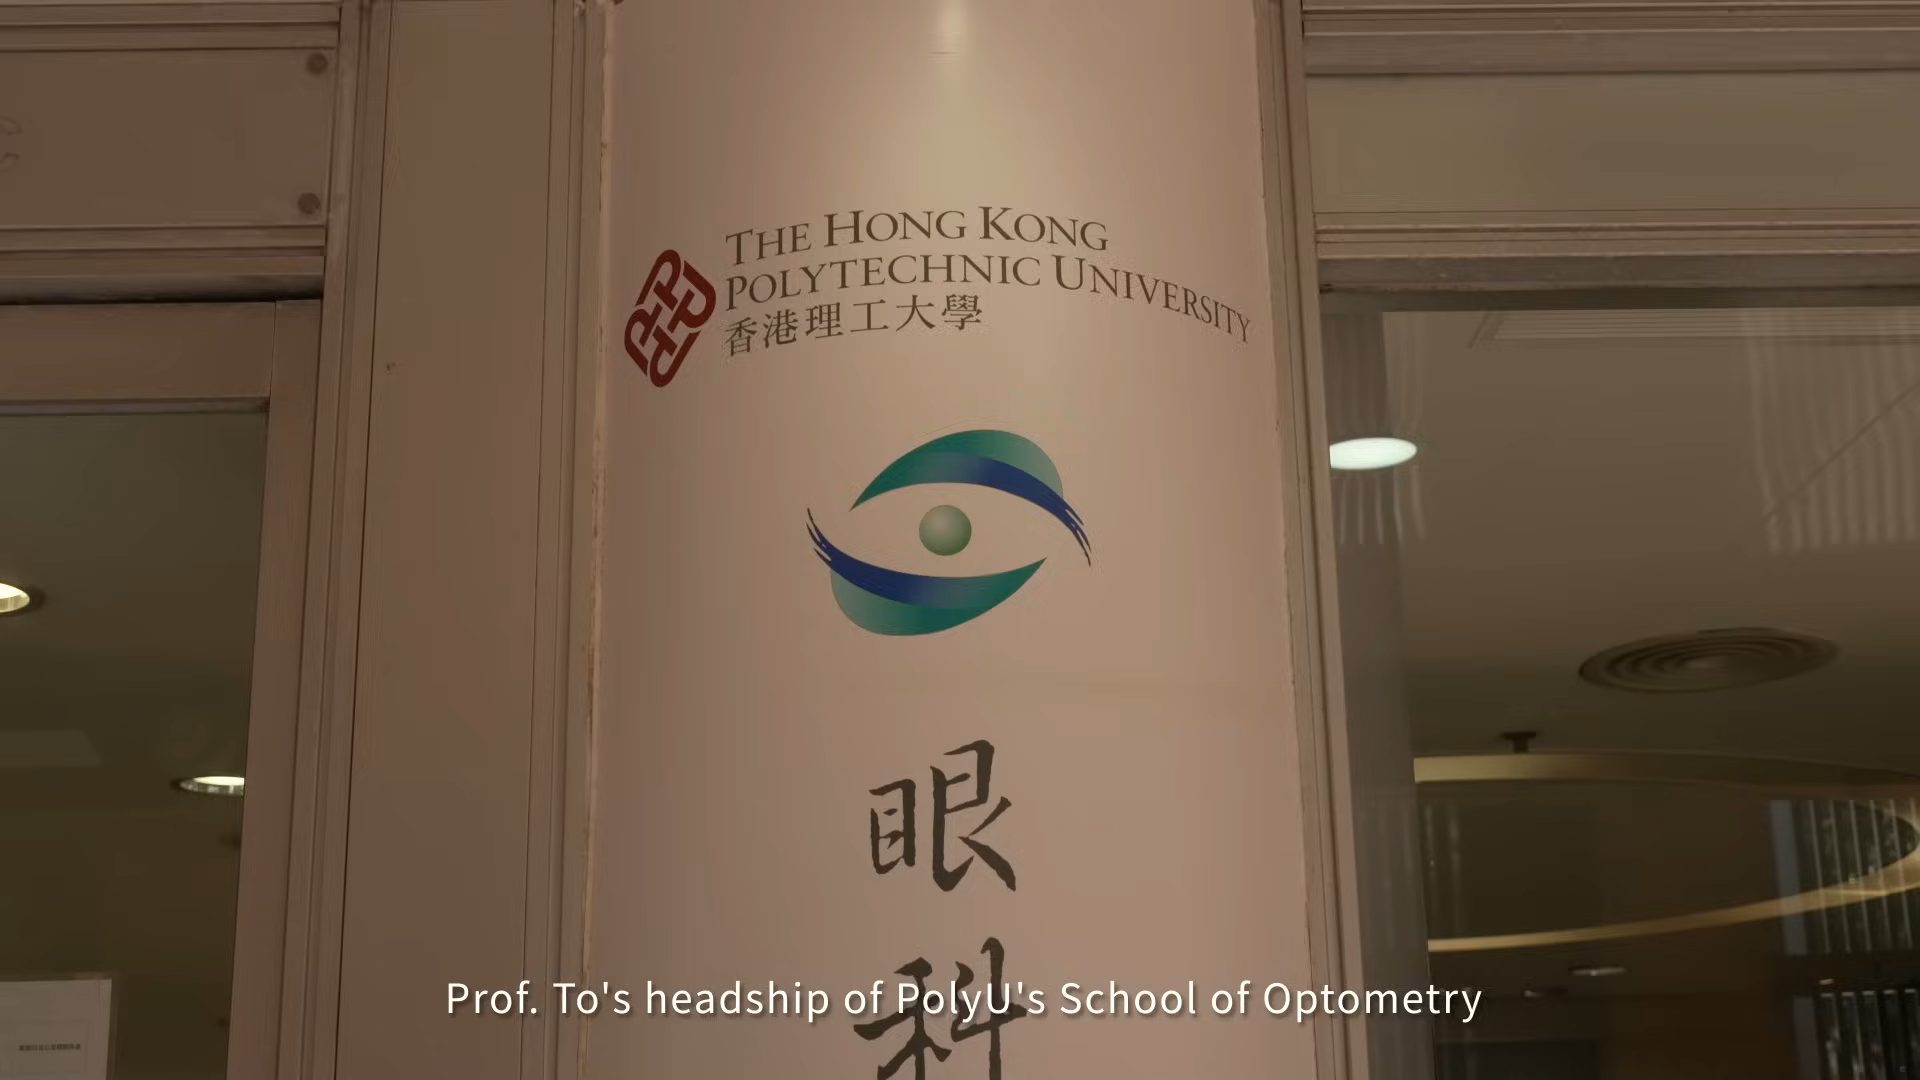 THE HONG KONG
POLYTECHNIC UNIVERSITY
香港理工大學
眼
科
Prof. To's headship of PolyU's School of Optometry